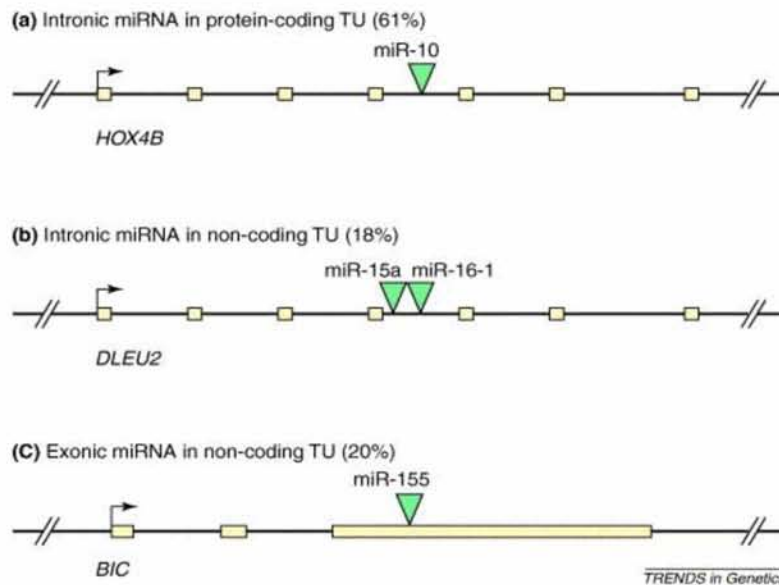 (a) Intronic miRNA in protein-coding TU (61%)
miR-10
HOX4B
(b) Intronic miRNA in non-coding TU (18%)
miR-15a miR-16-1
DLEU2
(C) Exonic miRNA in non-coding TU (20%)
miR-155
BIC
TRENDS in Genetics